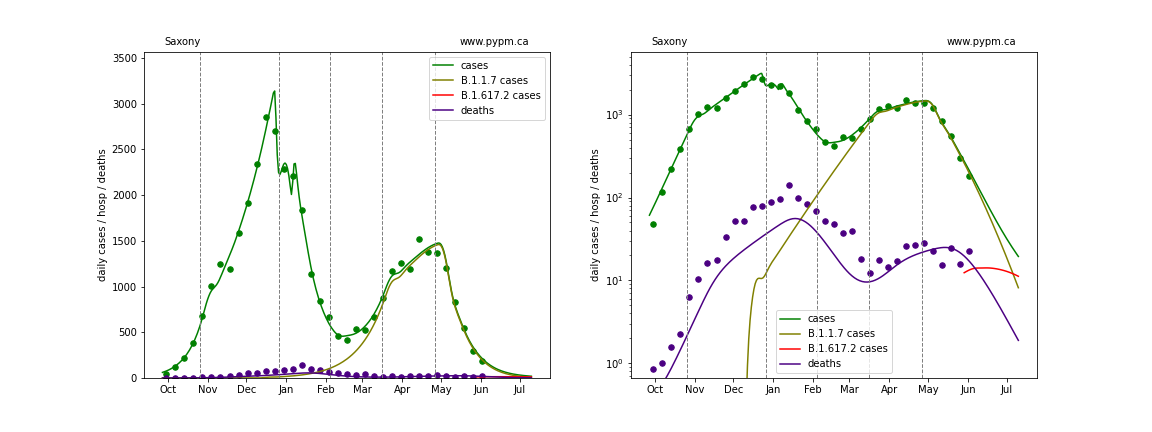 Saxony www.pypm.ca
daily cases / hosp / deaths
3500
3000
2500
2000
1500
1000
500
0
cases
B.1.1.7 cases
B.1.617.2 cases
deaths
Oct Nov Dec Jan Feb Mar Apr May Jun Jul
Saxony www.pypm.ca
daily cases / hosp / deaths
10³
10²
10¹
10⁰
cases
B.1.1.7 cases
B.1.617.2 cases
deaths
Oct Nov Dec Jan Feb Mar Apr May Jun Jul